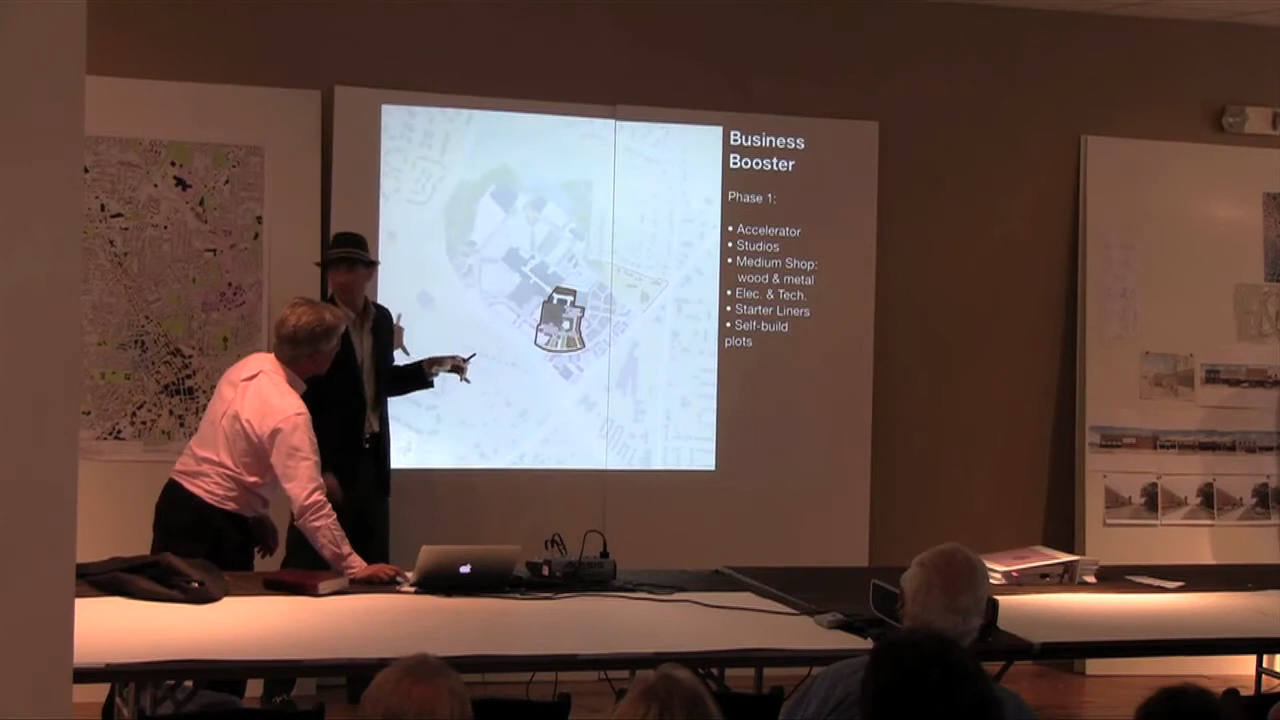 Business
Booster
Phase 1:
• Accelerator
• Studios
• Medium Shop:
wood & metal
• Elec. & Tech.
• Starter Liners
• Self-build
plots